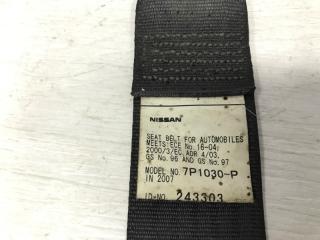 NISSAN
SEAT BELT FOR AUTOMOBILES
MEETS:ECE No. 16-04,
2000/3/EC, ADR 4/03,
GS No. 96 AND GS No. 97
MODEL NO. 7P1030-P
IN 2007
ID-NO. 243303